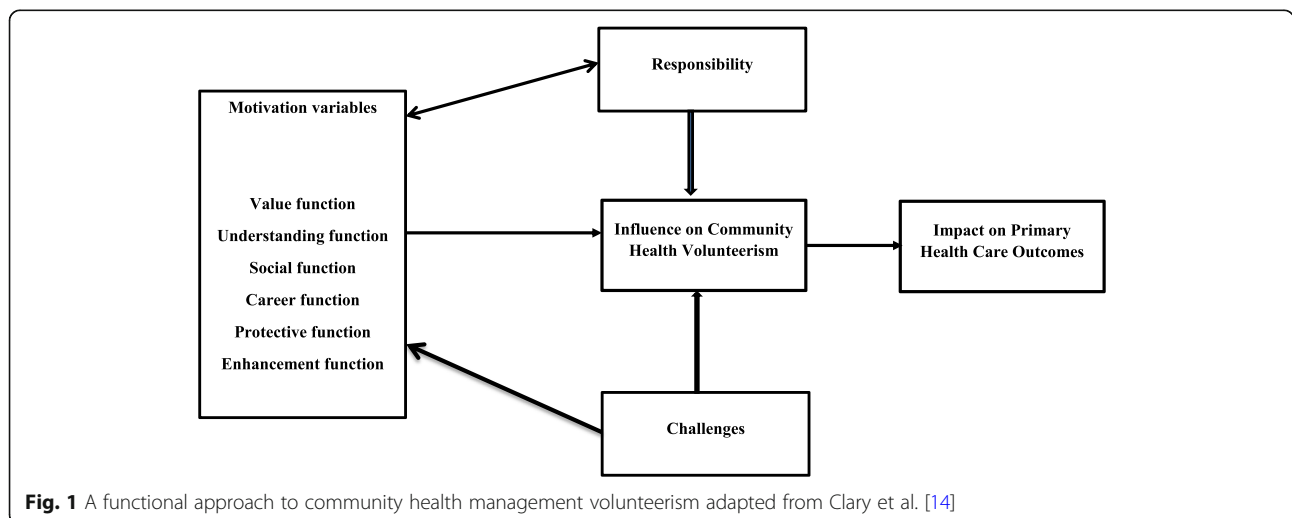 Responsibility
Motivation variables
Value function
Understanding function
Social function
Career function
Protective function
Enhancement function
Influence on Community
Health Volunteerism
Impact on Primary
Health Care Outcomes
Challenges
Fig. 1 A functional approach to community health management volunteerism adapted from Clary et al. [14]